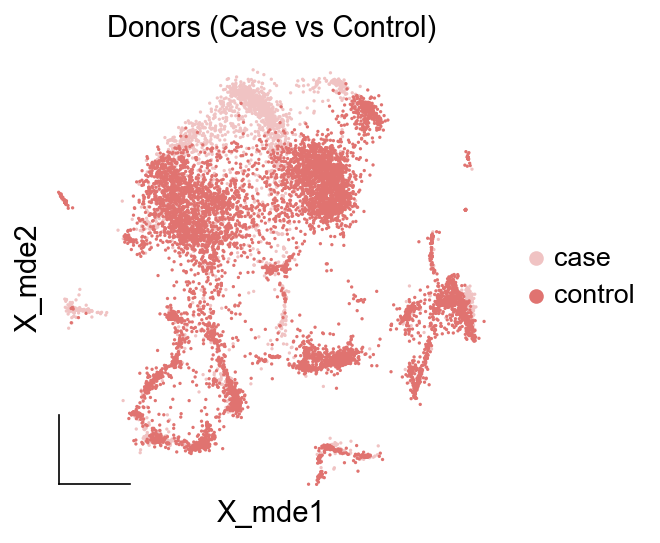 Donors (Case vs Control)
X_mde2
case
control
X_mde1